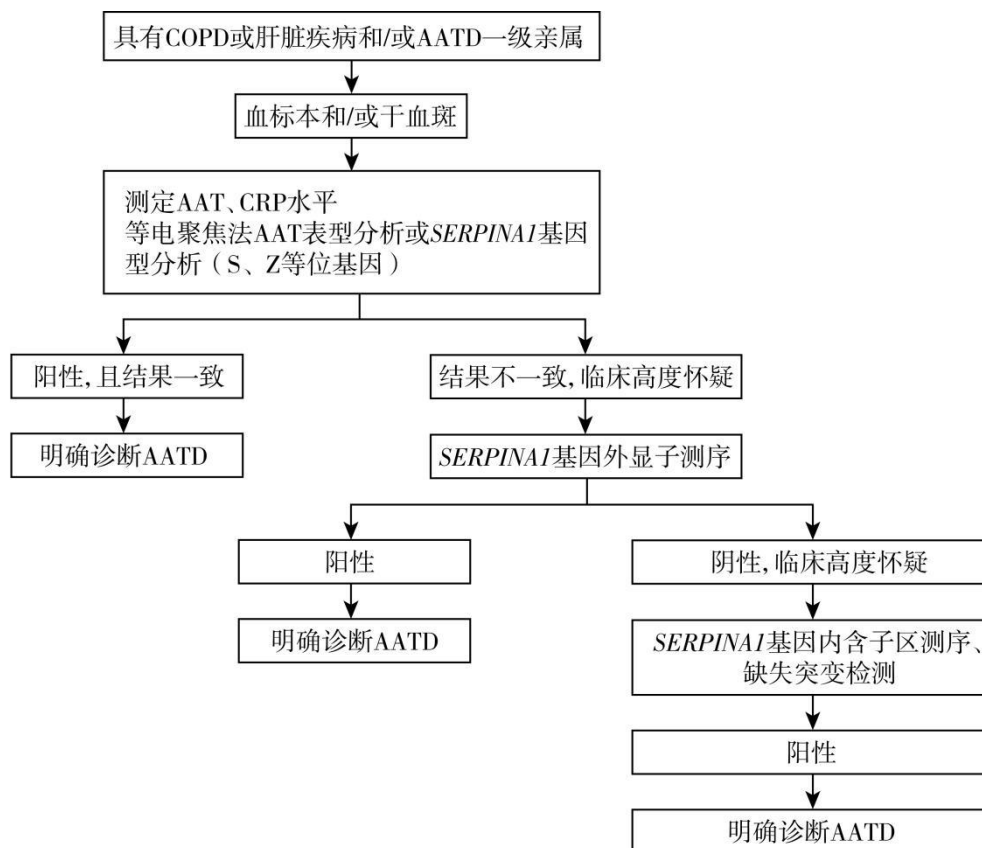 具有COPD或肝脏疾病和/或AATD一级亲属
血标本和/或干血斑
测定AAT、CRP水平
等电聚焦法AAT表型分析或SERPINA1基因
型分析（S、Z等位基因）
阳性,且结果一致
结果不一致,临床高度怀疑
明确诊断AATD
SERPINA1基因外显子测序
阳性
阴性,临床高度怀疑
明确诊断AATD
SERPINA1基因内含子区测序、
缺失突变检测
阳性
明确诊断AATD